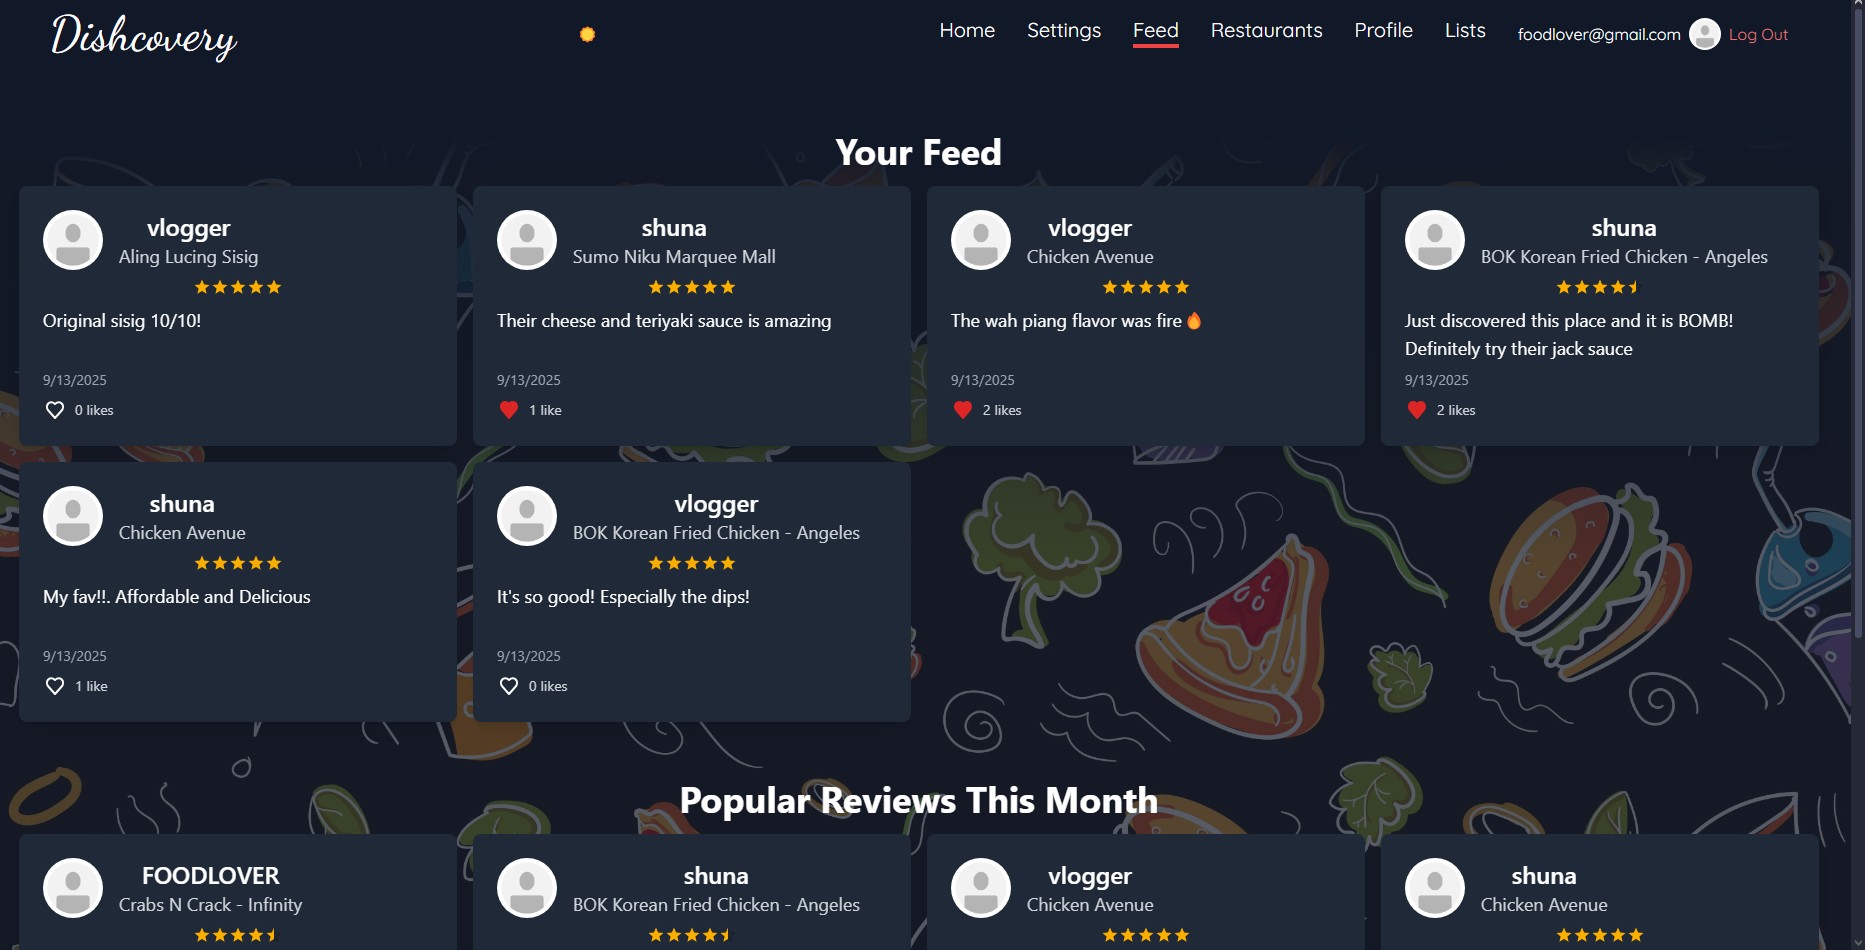 Dishcovery
Home Settings Feed Restaurants Profile Lists foodlover@gmail.com Log Out
Your Feed
vlogger
Aling Lucing Sisig
Original sisig 10/10!
9/13/2025
0 likes
shuna
Sumo Niku Marquee Mall
Their cheese and teriyaki sauce is amazing
9/13/2025
1 like
vlogger
Chicken Avenue
The wah piang flavor was fire🔥
9/13/2025
2 likes
shuna
BOK Korean Fried Chicken - Angeles
Just discovered this place and it is BOMB!
Definitely try their jack sauce
9/13/2025
2 likes
shuna
Chicken Avenue
My fav!!. Affordable and Delicious
9/13/2025
1 like
vlogger
BOK Korean Fried Chicken - Angeles
It's so good! Especially the dips!
9/13/2025
0 likes
Popular Reviews This Month
FOODLOVER
Crabs N Crack - Infinity
shuna
BOK Korean Fried Chicken - Angeles
vlogger
Chicken Avenue
shuna
Chicken Avenue